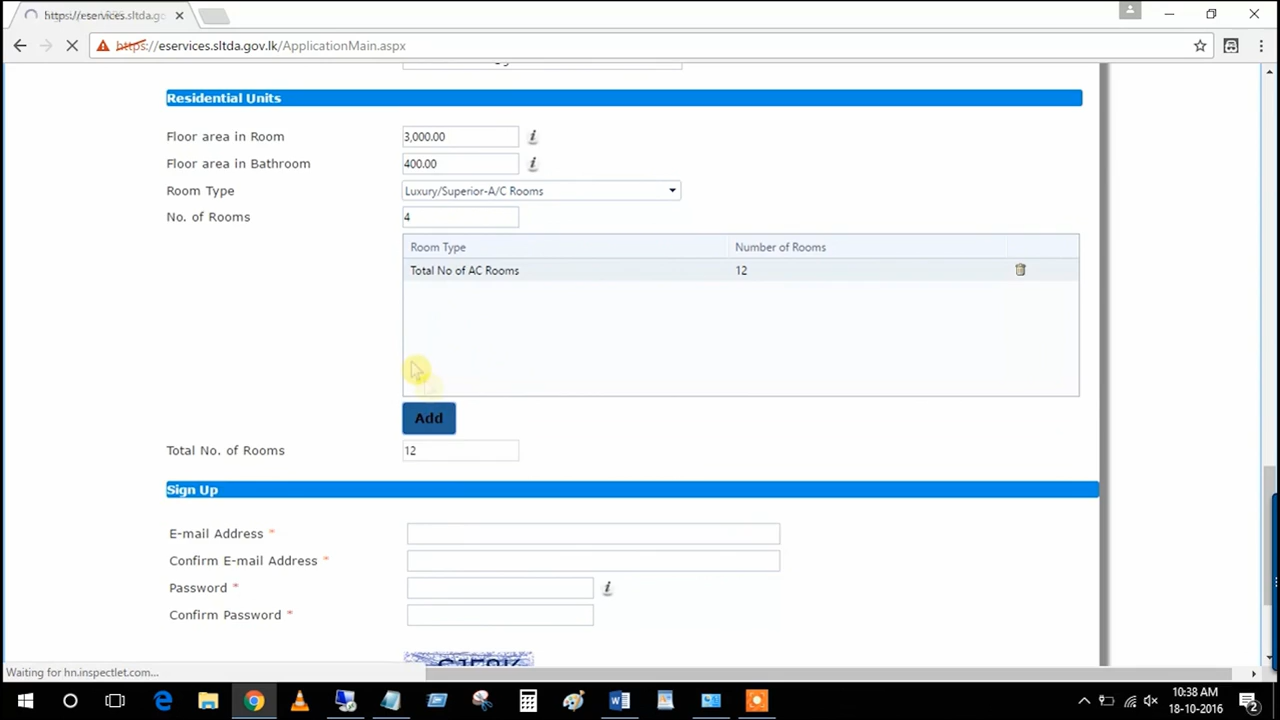 https://eservices.sltda.go
https://eservices.sltda.gov.lk/ApplicationMain.aspx
Residential Units
Floor area in Room 3,000.00 i
Floor area in Bathroom 400.00 i
Room Type Luxury/Superior-A/C Rooms
No. of Rooms 4
Room Type Number of Rooms
Total No of AC Rooms 12
Add
Total No. of Rooms 12
Sign Up
E-mail Address *
Confirm E-mail Address *
Password * i
Confirm Password *
Waiting for hn.inspectlet.com...
10:38 AM
18-10-2016
2